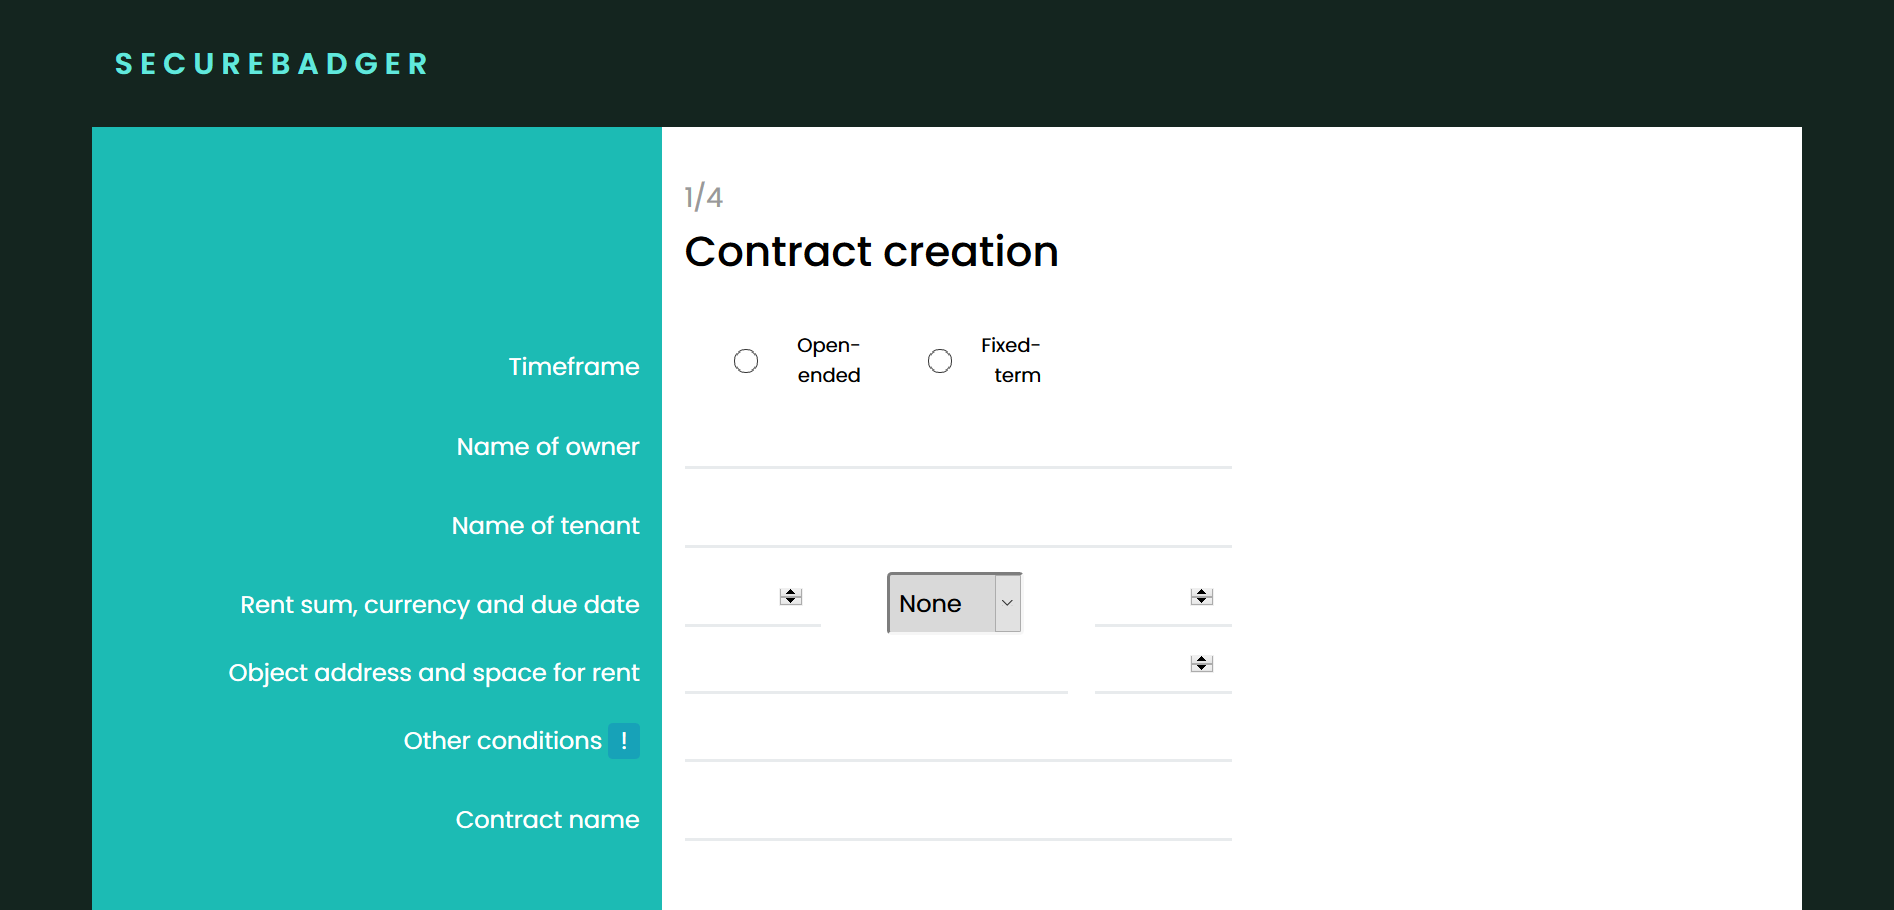 SECUREBADGER
1/4
Contract creation
Timeframe
Open-
ended
Fixed-
term
Name of owner
Name of tenant
Rent sum, currency and due date
None
Object address and space for rent
Other conditions !
Contract name